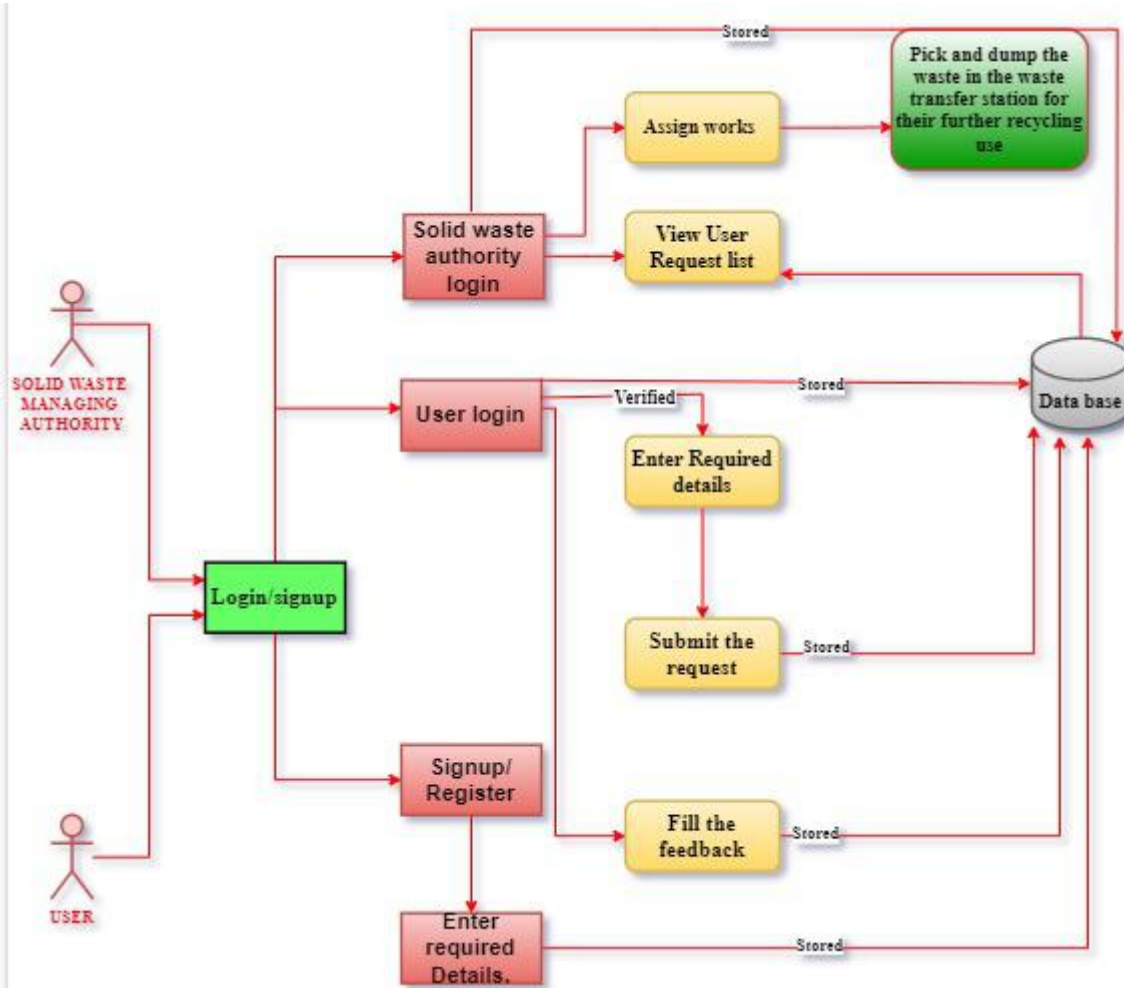 Stored
Pick and dump the
waste in the waste
transfer station for
their further recycling
use
Assign works
Solid waste
authority
login
View User
Request list
SOLID WASTE
MANAGING
AUTHORITY
User login
Stored
Verified
Data base
Enter Required
details
Login/signup
Submit the
request
Stored
Signup/
Register
Fill the
feedback
Stored
USER
Enter
required
Details.
Stored